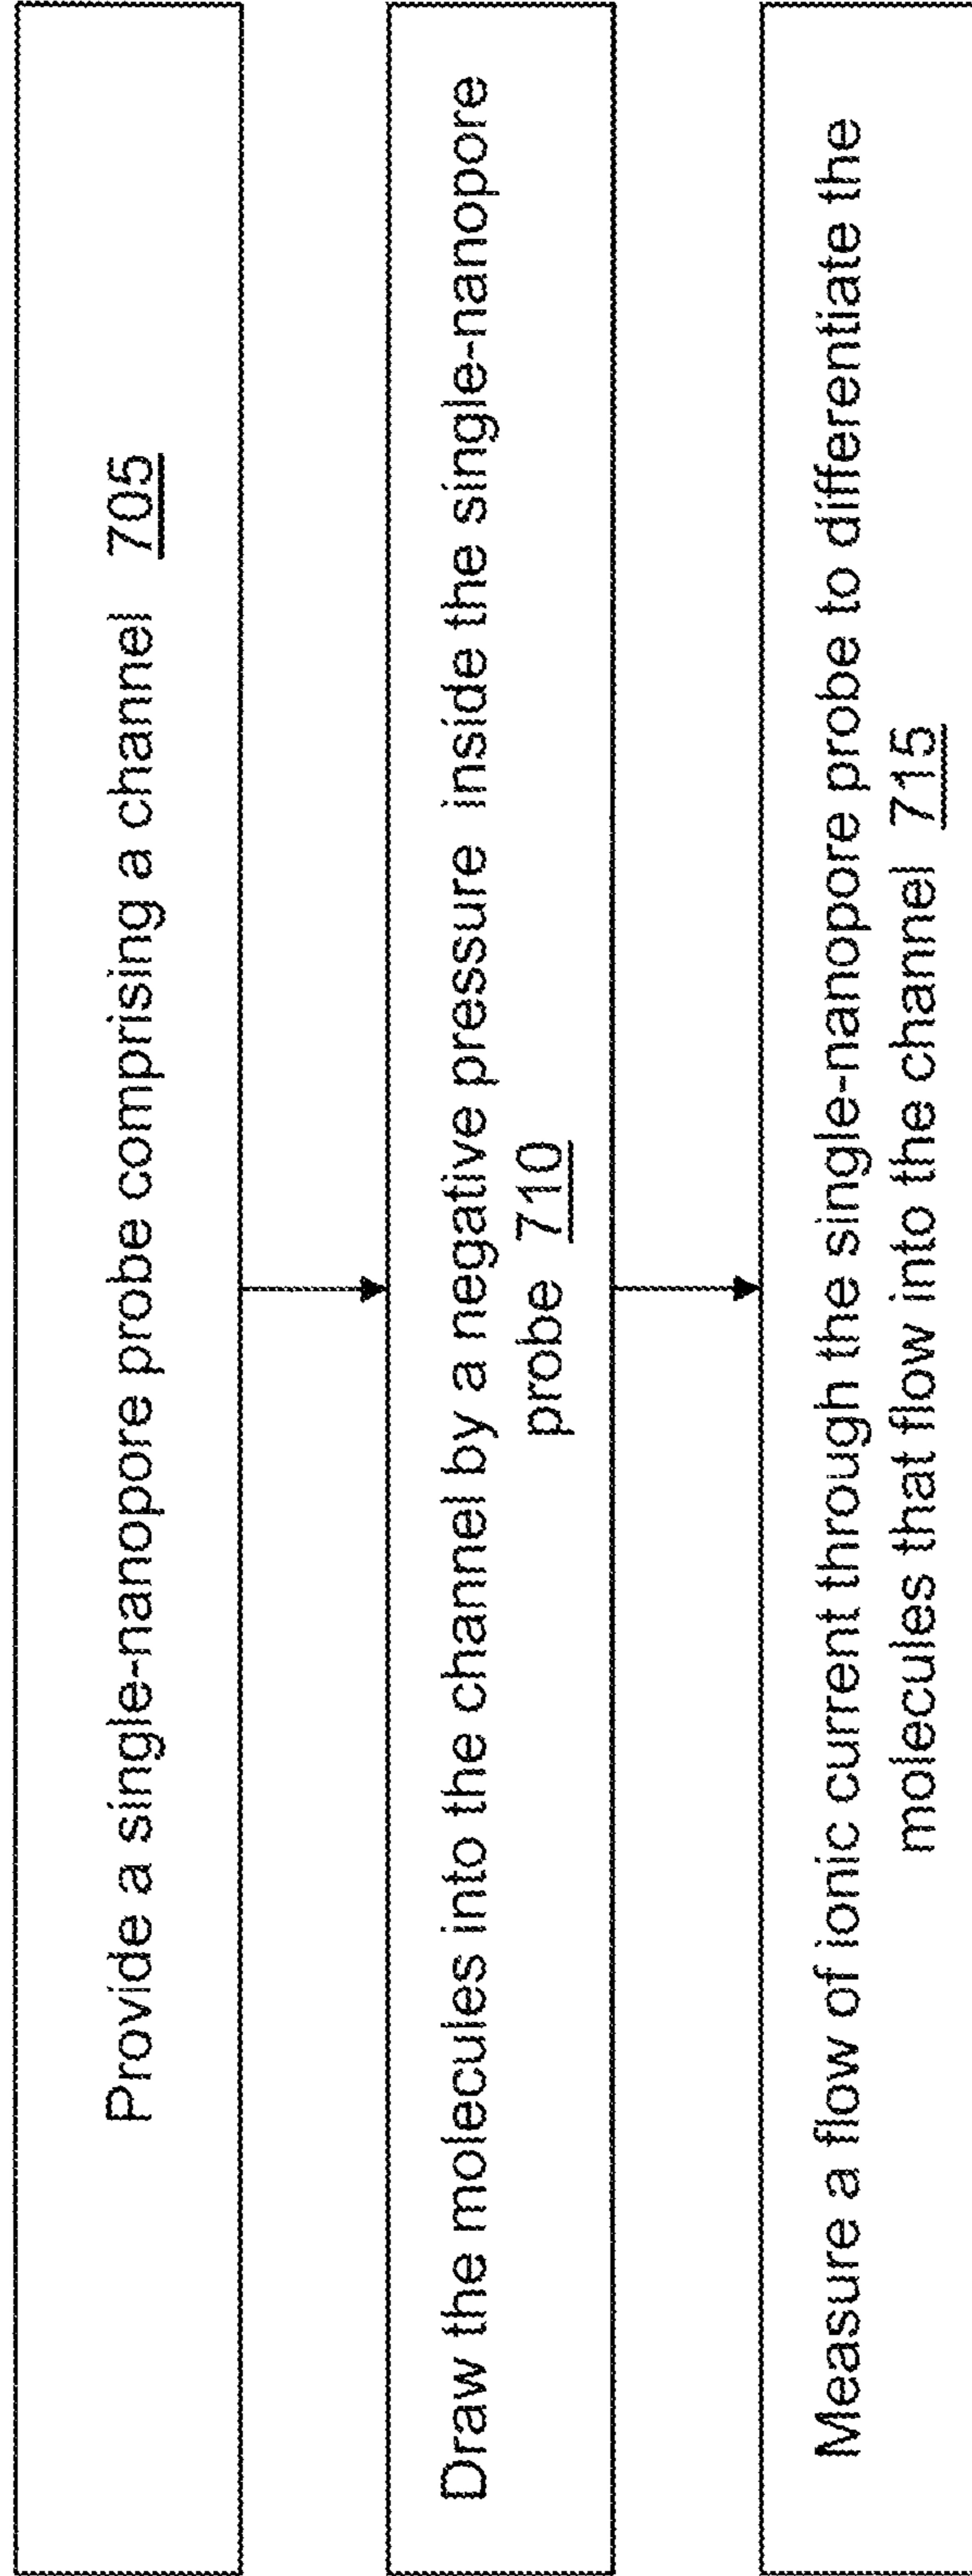 Provide a single-nanopore probe comprising a channel 705
Draw the molecules into the channel by a negative pressure inside the single-nanopore
probe 710
Measure a flow of ionic current through the single-nanopore probe to differentiate the
molecules that flow into the channel 715